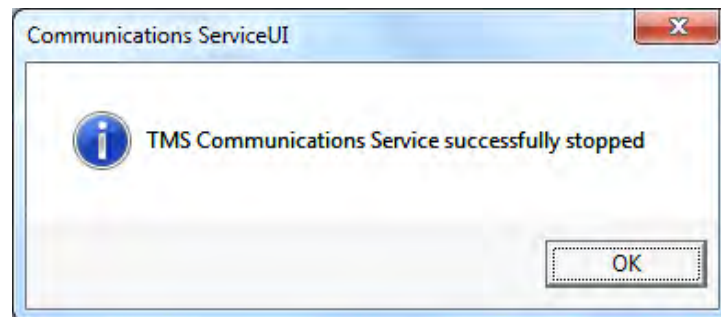 Communications ServiceUI
TMS Communications Service successfully stopped
OK